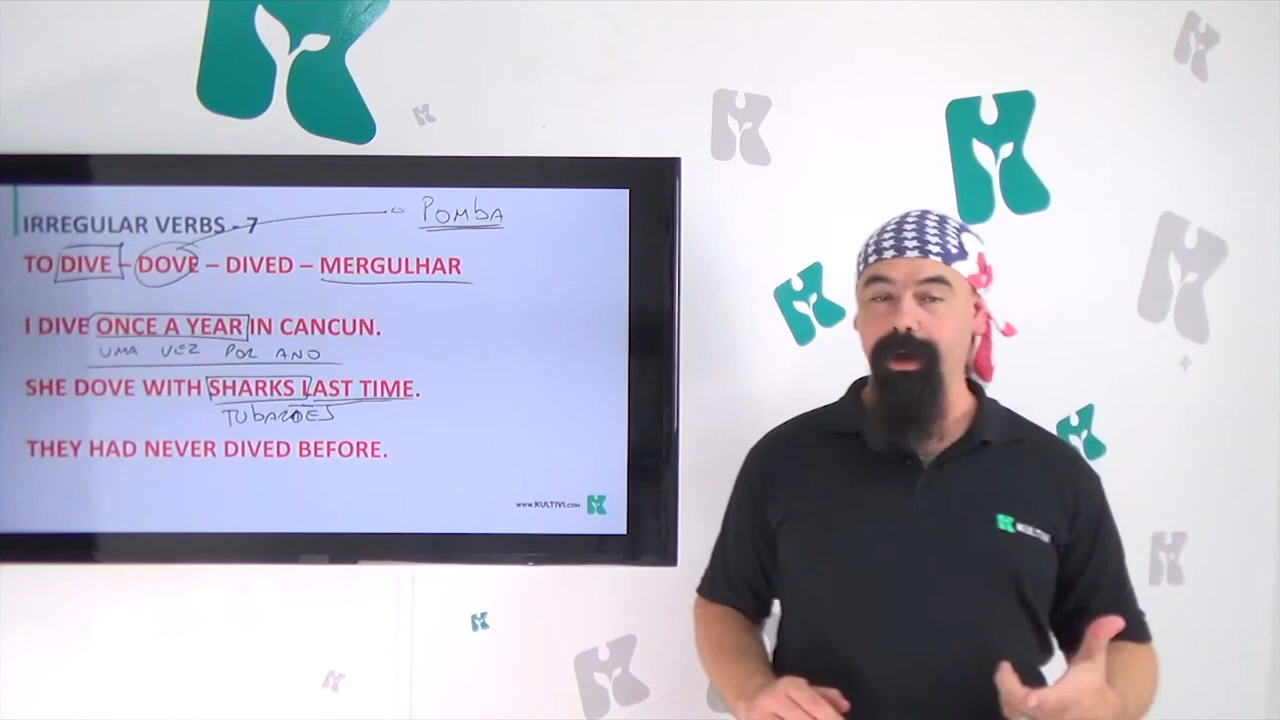 IRREGULAR VERBS - 7
POMBA
TO DIVE – DOVE – DIVED – MERGULHAR
I DIVE ONCE A YEAR IN CANCUN.
UMA VEZ POR ANO
SHE DOVE WITH SHARKS LAST TIME.
TUBARÕES
THEY HAD NEVER DIVED BEFORE.
www.KULTIVI.com